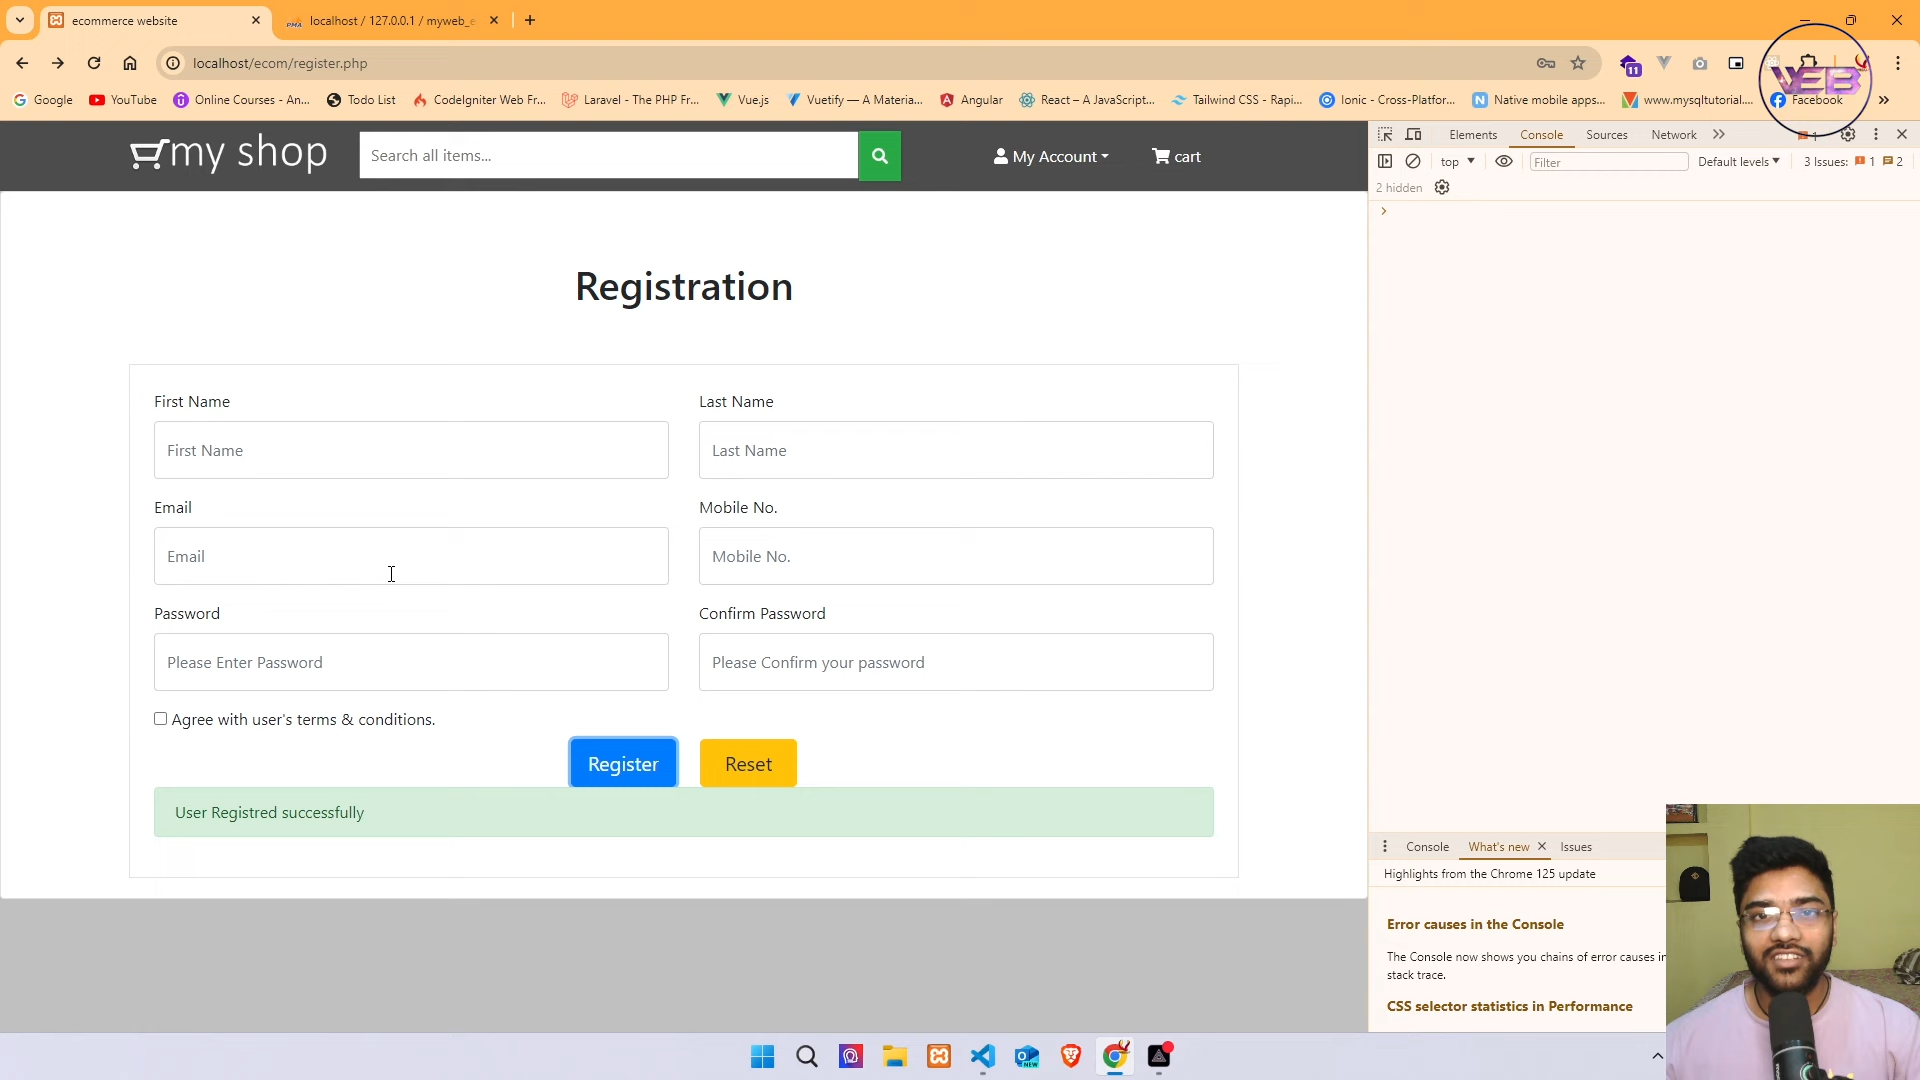 ecommerce website
PMA localhost / 127.0.0.1 / myweb_e
localhost/ecom/register.php
11
WEB
Google YouTube Online Courses - An... Todo List CodeIgniter Web Fr... Laravel - The PHP Fr... Vue.js Vuetify — A Materia... Angular React – A JavaScript... Tailwind CSS - Rapi... Ionic - Cross-Platfor... Native mobile apps... www.mysqltutorial.... Facebook
my shop
Search all items...
My Account
cart
Elements Console Sources Network 1
top Filter Default levels 3 Issues: 1 2
2 hidden
Registration
First Name Last Name
First Name Last Name
Email Mobile No.
Email Mobile No.
Password Confirm Password
Please Enter Password Please Confirm your password
Agree with user's terms & conditions.
Register Reset
User Registred successfully
Console What's new Issues
Highlights from the Chrome 125 update
Error causes in the Console
The Console now shows you chains of error causes in
stack trace.
CSS selector statistics in Performance
NEW